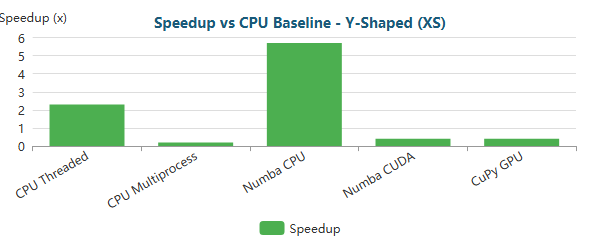 Speedup (x)
Speedup vs CPU Baseline - Y-Shaped (XS)
6
5
4
3
2
1
0
CPU Threaded
CPU Multiprocess
Numba CPU
Numba CUDA
CuPy GPU
Speedup